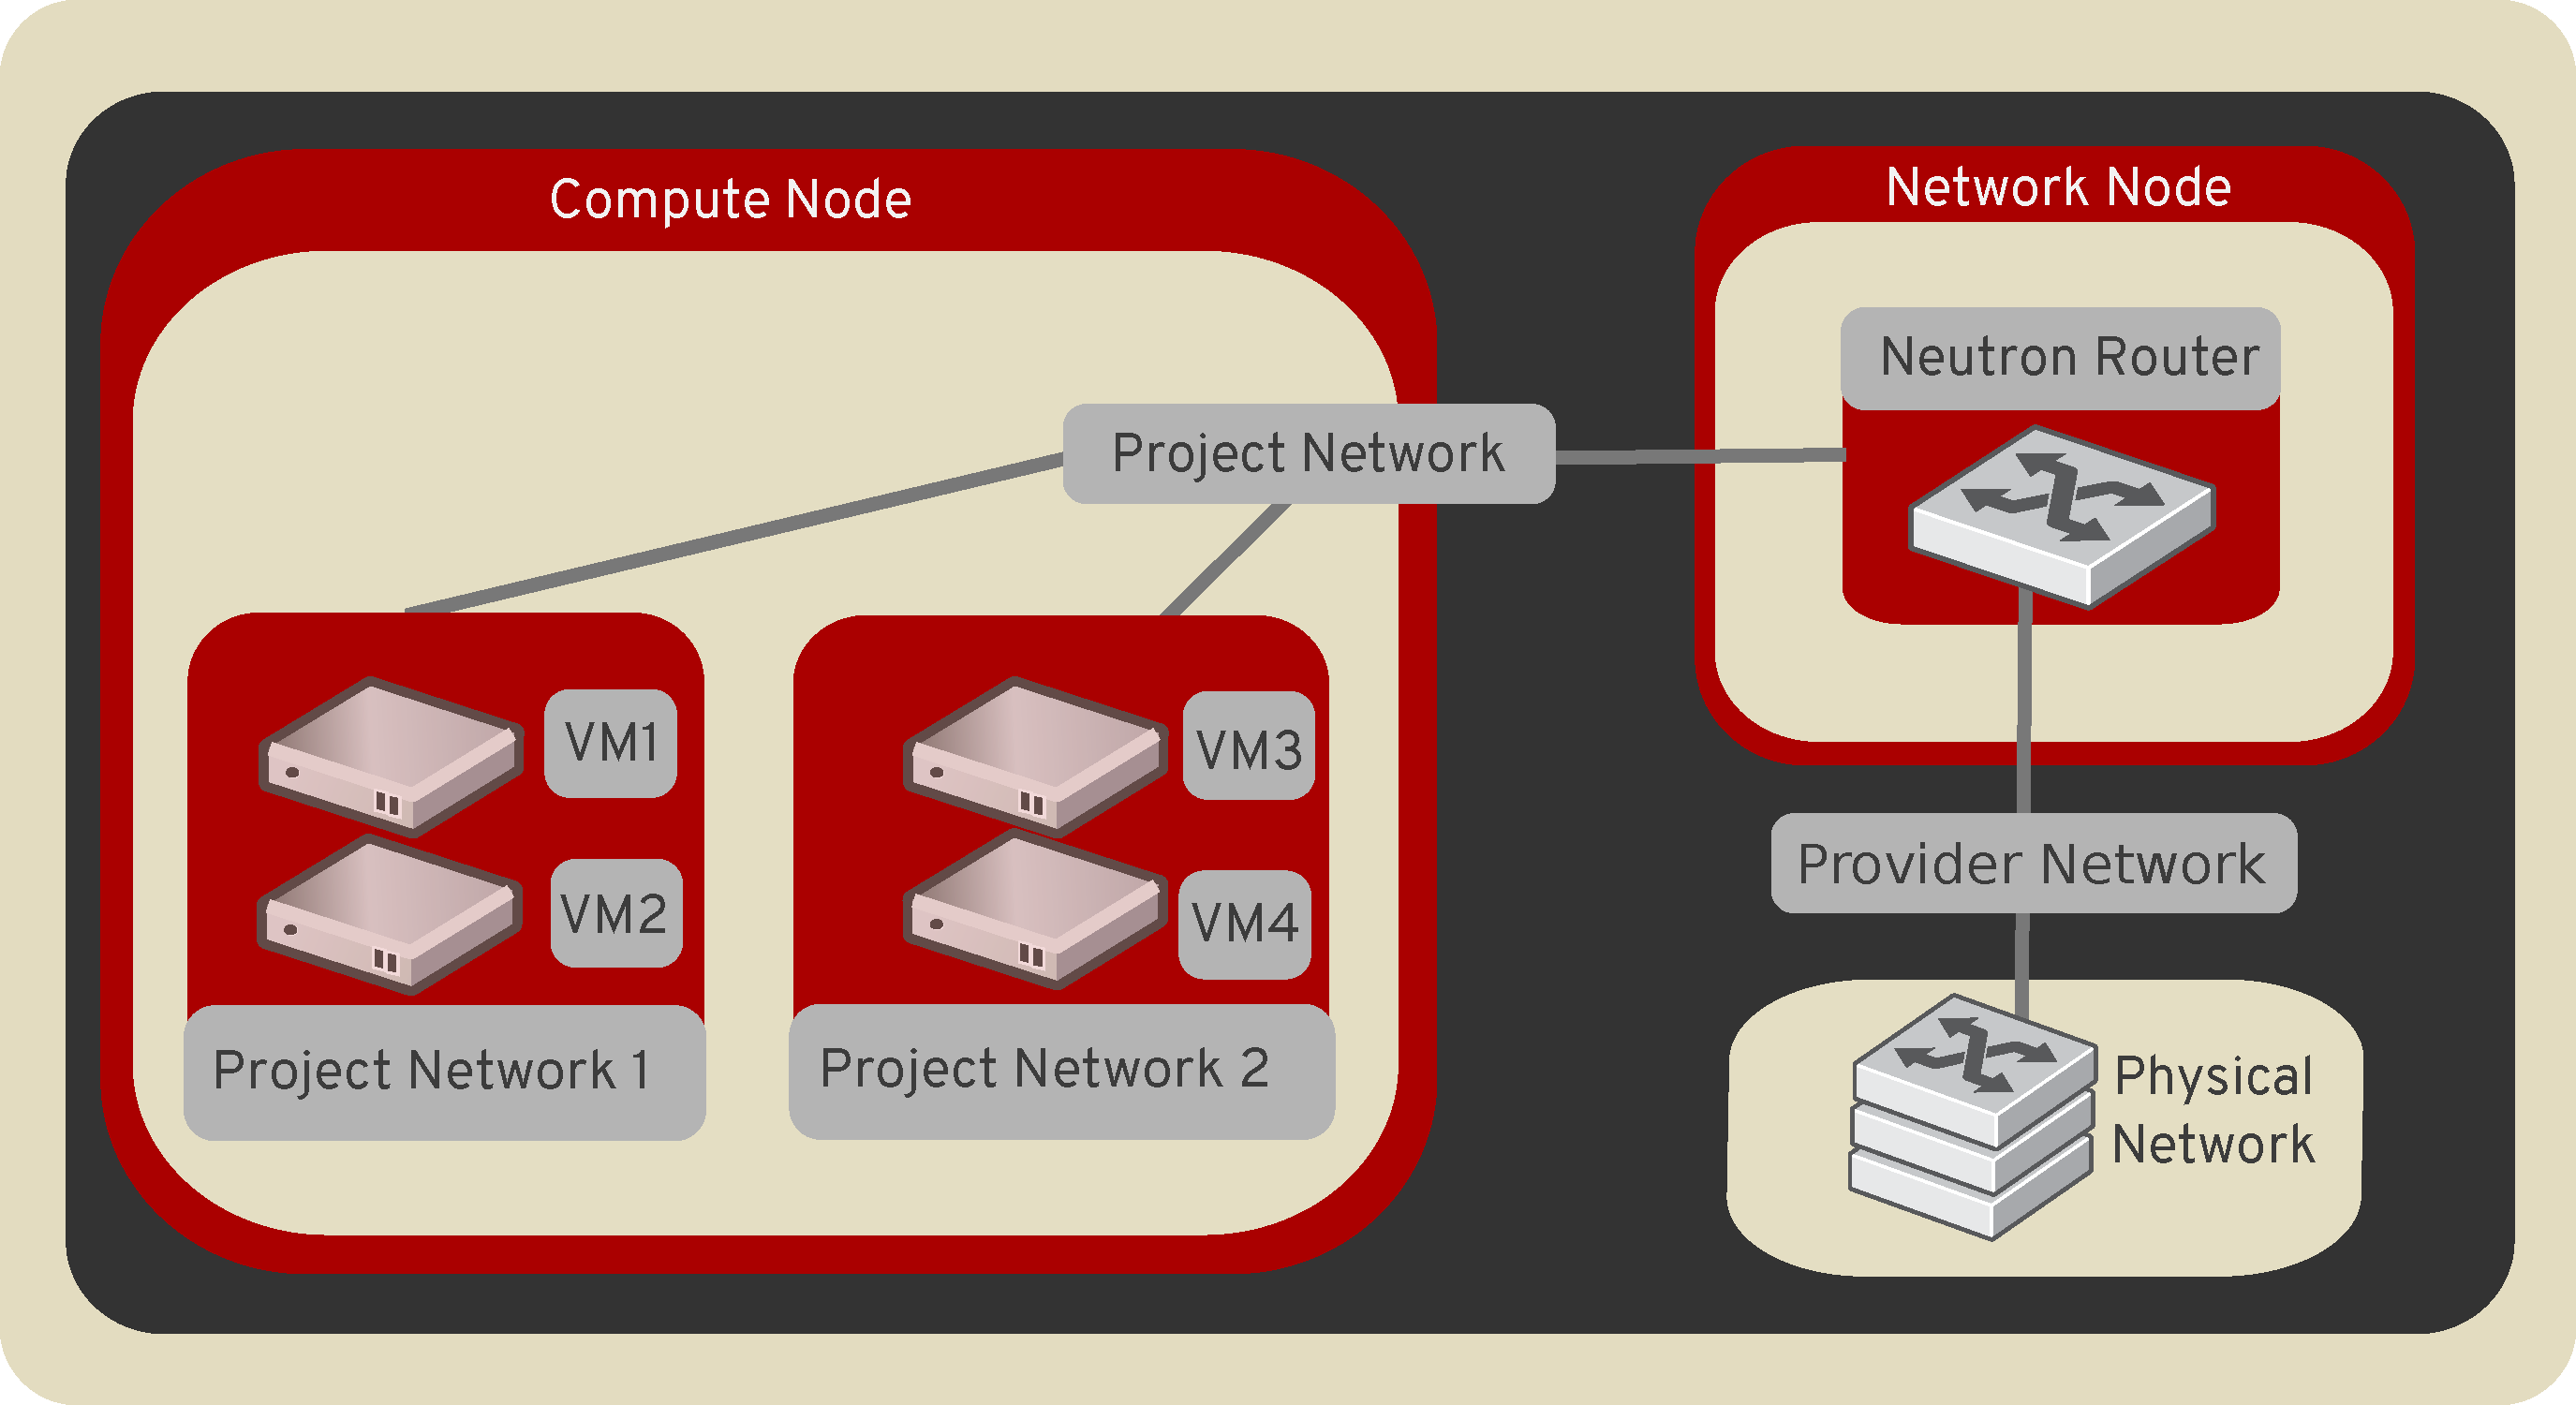 Compute Node
Network Node
Neutron Router
Project Network
VM1
VM2
VM3
VM4
Project Network 1
Project Network 2
Provider Network
Physical
Network